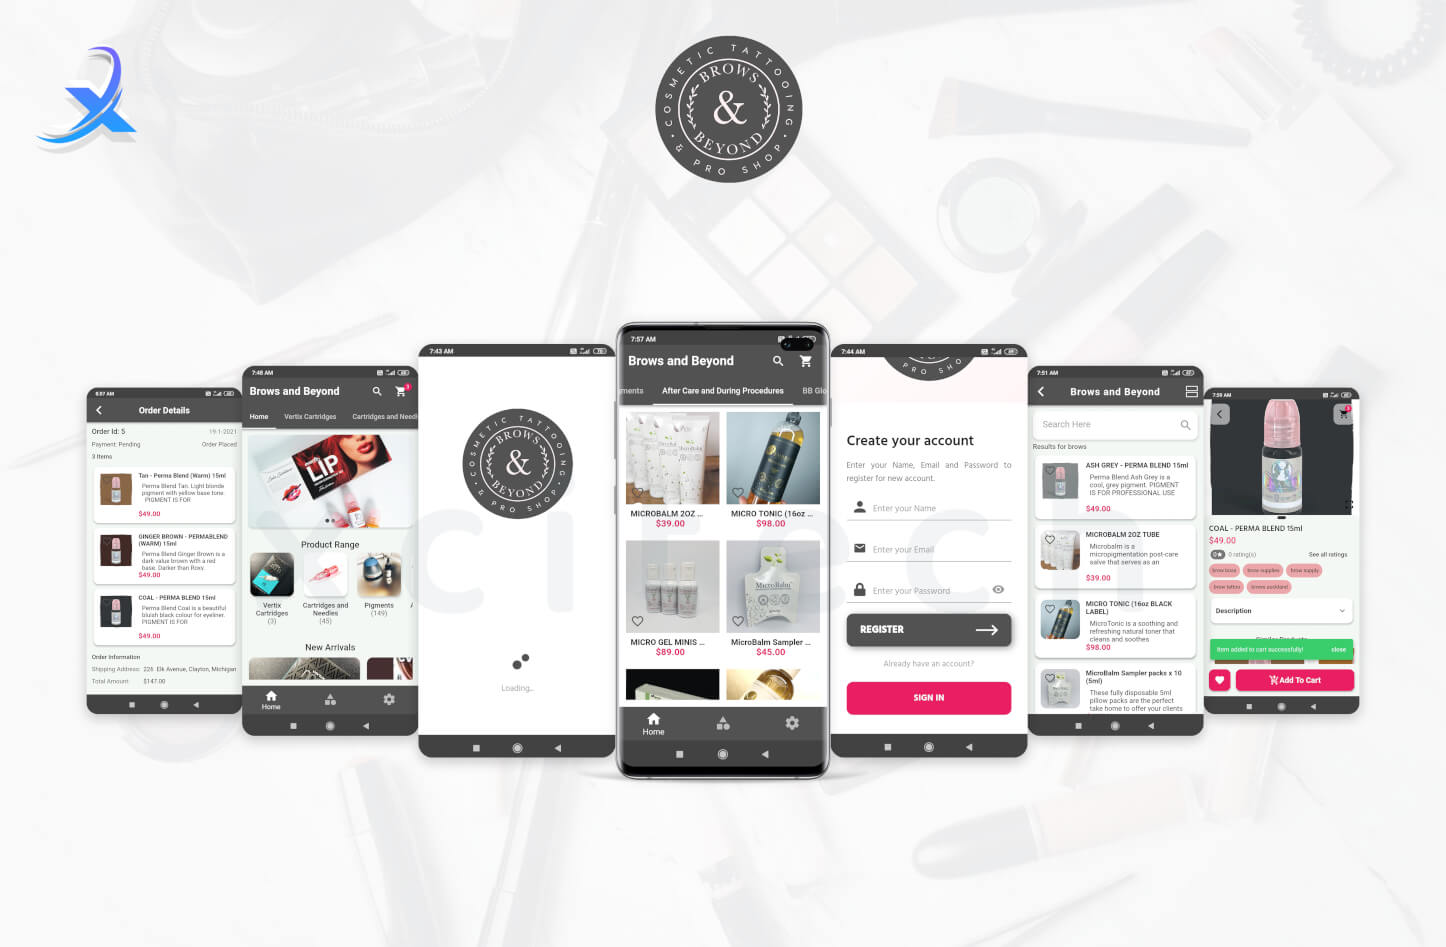 COSMETIC TATTOOING
BROWS
&
BEYOND
& PRO SHOP
6:07 AM
Order Details
Order Id: 5
19-1-2021
Payment: Pending
Order Placed
3 Items
Tan - Perma Blend (Warm) 15ml
Perma Blend Tan. Light blonde
pigment with yellow base tone.
PIGMENT IS FOR
$49.00
GINGER BROWN - PERMABLEND
(WARM) 15ml
Perma Blend Ginger Brown is a
dark value brown with a red
base. Darker than Roxy.
$49.00
COAL - PERMA BLEND 15ml
Perma Blend Coal is a beautiful
bluish black colour for eyeliner.
PIGMENT IS FOR
$49.00
Order Information
Shipping Address: 226 Elk Avenue, Clayton, Michigan
Total Amount: $147.00
7:48 AM
Brows and Beyond
3
Home
Vertix Cartridges
Cartridges and Needl
LIP
Product Range
Vertix
Cartridges
(3)
Cartridges and
Needles
(45)
Pigments
(149)
New Arrivals
Home
7:43 AM
COSMETIC TATTOOING
BROWS
&
BEYOND
& PRO SHOP
Loading..
7:57 AM
Brows and Beyond
ments
After Care and During Procedures
BB Glo
MICROBALM 2OZ ...
$39.00
MICRO TONIC (16oz ...
$98.00
MICRO GEL MINIS ...
$89.00
MicroBalm
MicroBalm Sampler ...
$45.00
Home
7:44 AM
PRO SHOP
Create your account
Enter your Name, Email and Password to
register for new account.
Enter your Name
Enter your Email
Enter your Password
REGISTER
Already have an account?
SIGN IN
7:51 AM
Brows and Beyond
Search Here
Results for brows
ASH GREY - PERMA BLEND 15ml
Perma Blend Ash Grey is a
cool, grey pigment. PIGMENT
IS FOR PROFESSIONAL USE
$49.00
MICROBALM 2OZ TUBE
Microbalm is a
micropigmentation post-care
salve that serves as an
$39.00
MICRO TONIC (16oz BLACK
LABEL)
MicroTonic is a soothing and
refreshing natural toner that
cleans and soothes
$98.00
MicroBalm Sampler packs x 10
(5ml)
These fully disposable 5ml
pillow packs are the perfect
take home to offer your clients
7:59 AM
COAL - PERMA BLEND 15ml
$49.00
0★ 0 rating(s)
See all ratings
brow boss
brow supplies
brow supply
brow tattoo
brows auckland
Description
Similar Products
Item added to cart successfully!
close
Add To Cart